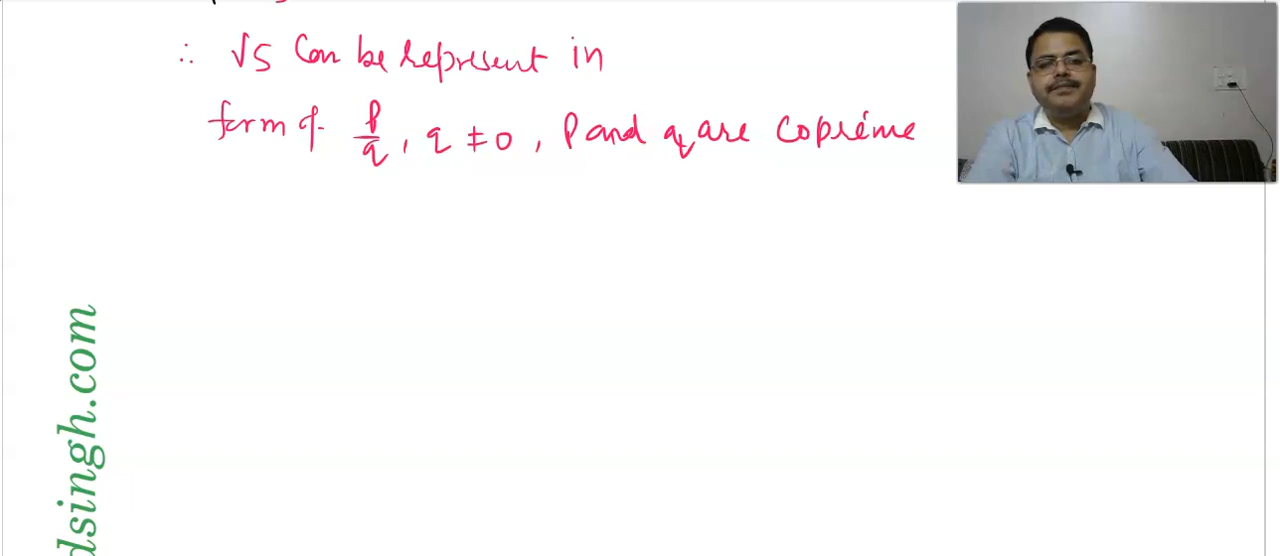 ∴ √5 Can be represent in
form of p/q, q ≠ 0, p and q are coprime
dsingh.com